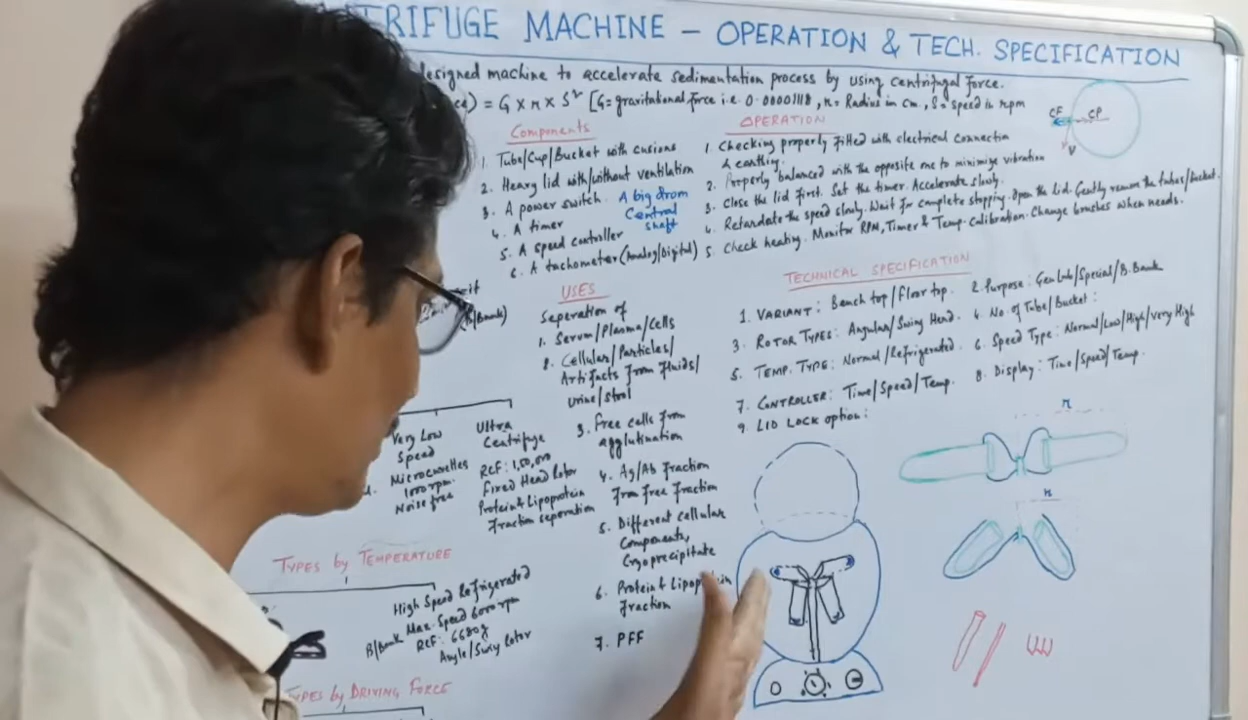 TRIFUGE MACHINE – OPERATION & TECH. SPECIFICATION
designed machine to accelerate sedimentation process by using centrifugal force.
) = G x r x S² [G = gravitational force i.e. 0.00001118, r = Radius in cm, S = speed in rpm
CF CP
V
Components
1. Tube/Cup/Bucket with cusions
2. Heavy lid with/without ventilation
3. A power switch
4. A timer
5. A speed controller
6. A tachometer (Analog/Digital)
A big drom
Central
shaft
OPERATION
1. Checking properly fitted with electrical connection
& earthing.
2. Properly balanced with the opposite one to minimize vibration
3. Close the lid first. Set the timer. Accelerate slowly.
4. Retardate the speed slowly. Wait for complete stopping. Open the lid. Gently remove the tubes/bucket.
5. Check heating. Monitor RPM, Timer & Temp. calibration. Change brushes when needs.
(B/Bank)
USES
Seperation of
1. Serum/Plasma/Cells
2. Cellular/Particles/
Artifacts from fluids/
urine/stool
3. Free cells from
agglutination
4. Ag/Ab Fraction
From free fraction
5. Different cellular
Components,
Cryoprecipitate
6. Protein &
fraction
7. PFF
TECHNICAL SPECIFICATION
1. VARIANT: Bench top/Floor top.
2. Purpose: Gen Lab/Special/B.Bank
3. ROTOR TYPES: Angular/Swing Head.
4. No. of Tube/Bucket:
5. TEMP. TYPE: Normal/Refrigerated.
6. Speed Type: Normal/Low/High/Very High
7. CONTROLLER: Time/Speed/Temp.
8. Display: Time/Speed/Temp.
9. LID LOCK option:
Very Low
Speed
Microcuvettes
1000 rpm
Noise free
Ultra
Centrifuge
RCF: 1,50,000
Fixed Head Rotor
Protein & Lipoprotein
Fraction seperation
TYPES by TEMPERATURE
High Speed Refrigerated
B/Bank Max. Speed 6000 rpm
RCF: 6680g
Angle/Swing rotor
TYPES by DRIVING FORCE
r
r